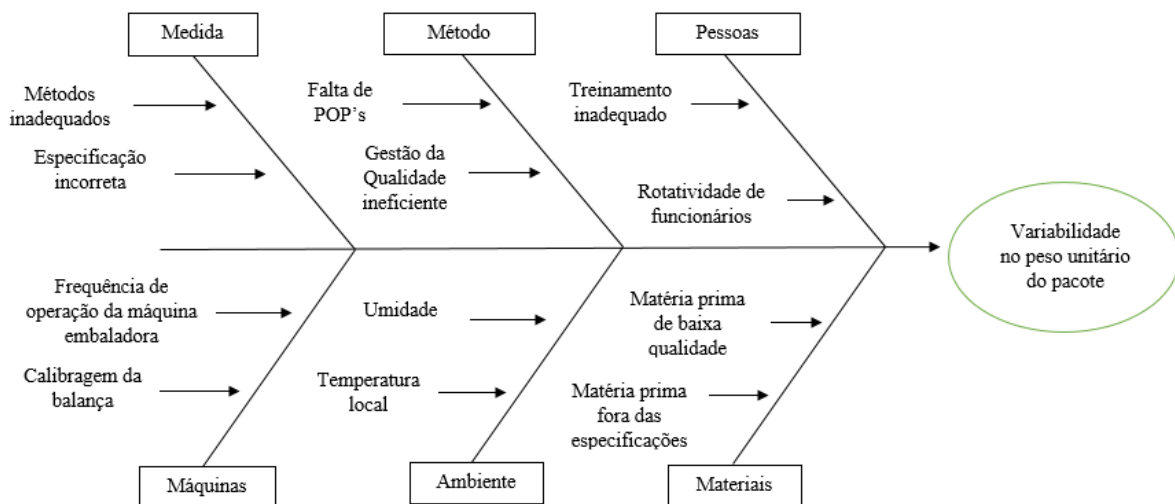 Medida
Método
Pessoas
Métodos
inadequados
Especificação
incorreta
Falta de
POP's
Gestão da
Qualidade
ineficiente
Treinamento
inadequado
Rotatividade de
funcionários
Variabilidade
no peso unitário
do pacote
Frequência de
operação da máquina
embaladora
Calibragem da
balança
Umidade
Temperatura
local
Matéria prima
de baixa
qualidade
Matéria prima
fora das
especificações
Máquinas
Ambiente
Materiais